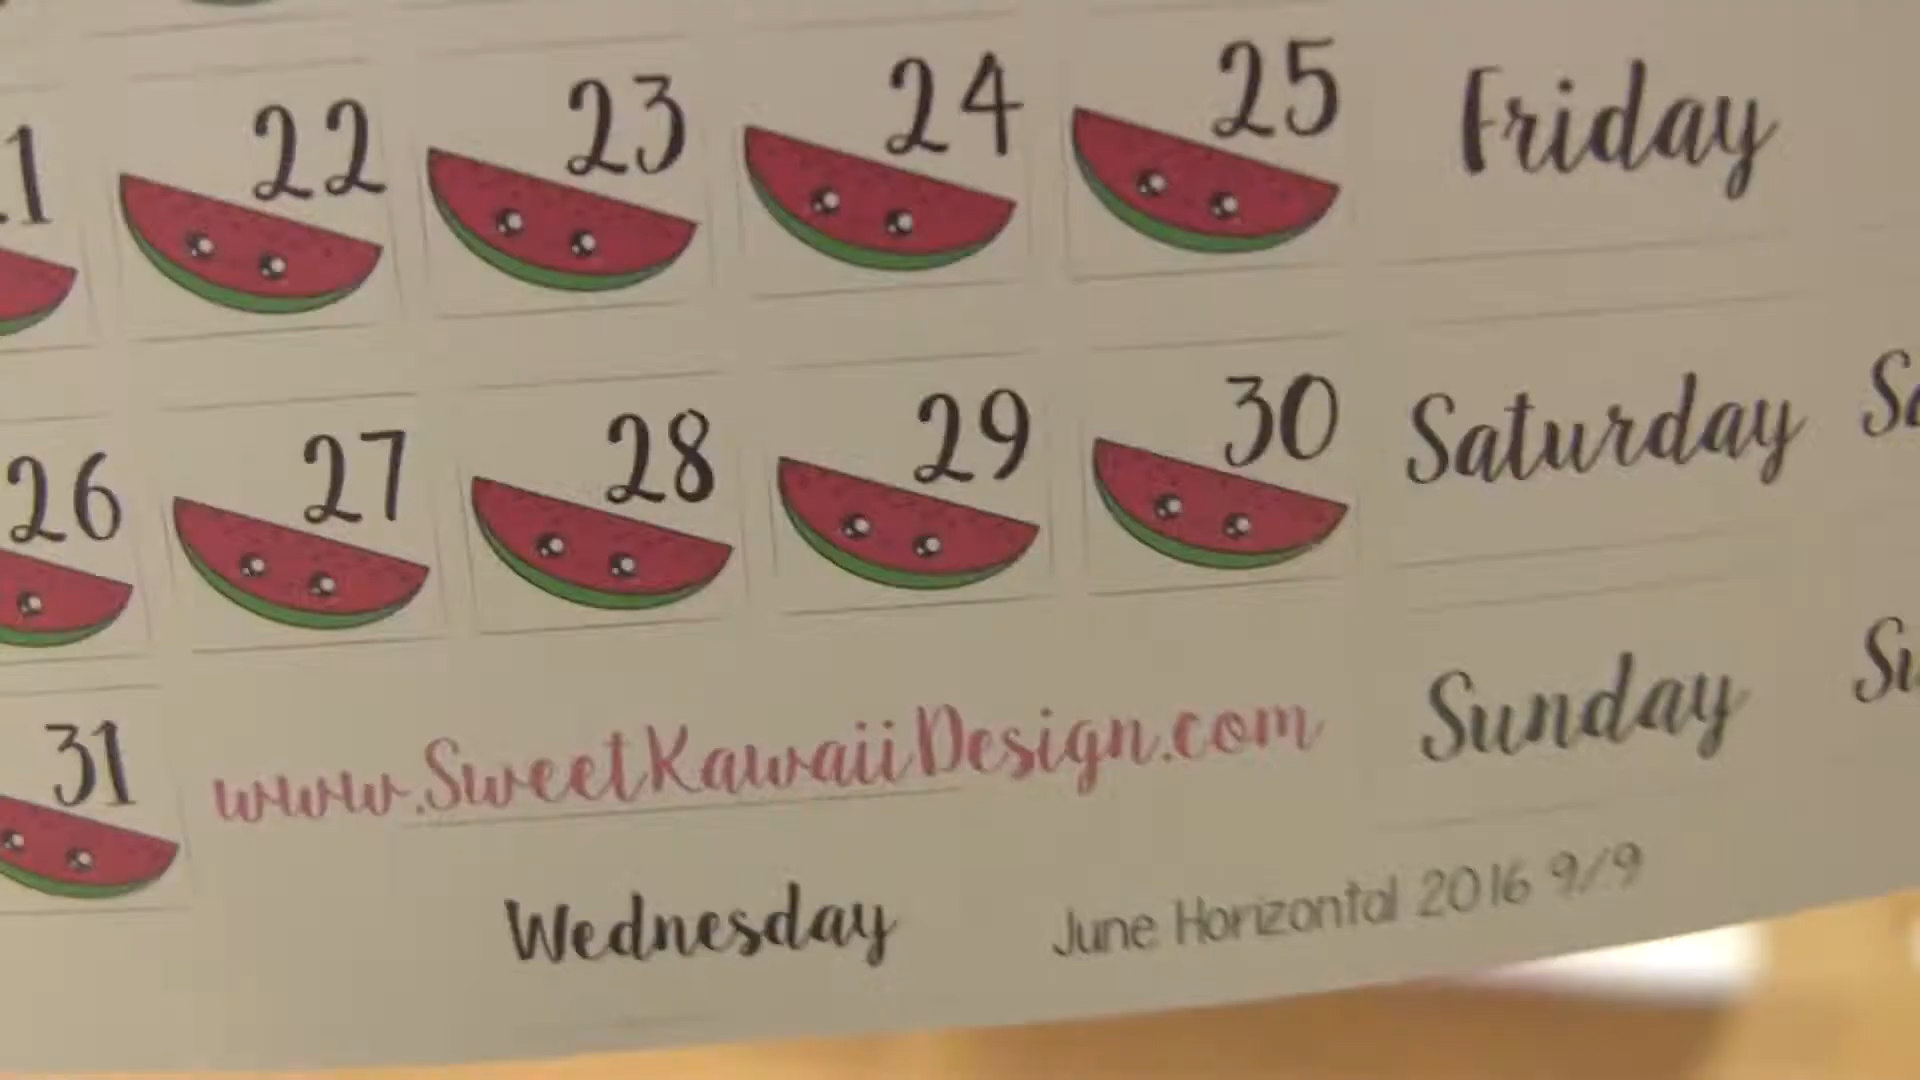 22 23 24 25 Friday
26 27 28 29 30 Saturday
31 www.SweetKawaiiDesign.com Sunday
Wednesday June Horizontal 2016 9/9